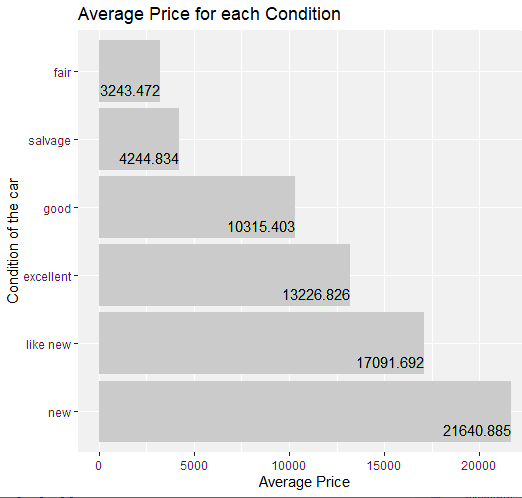 Average Price for each Condition
Condition of the car
fair
3243.472
salvage
4244.834
good
10315.403
excellent
13226.826
like new
17091.692
new
21640.885
0 5000 10000 15000 20000
Average Price